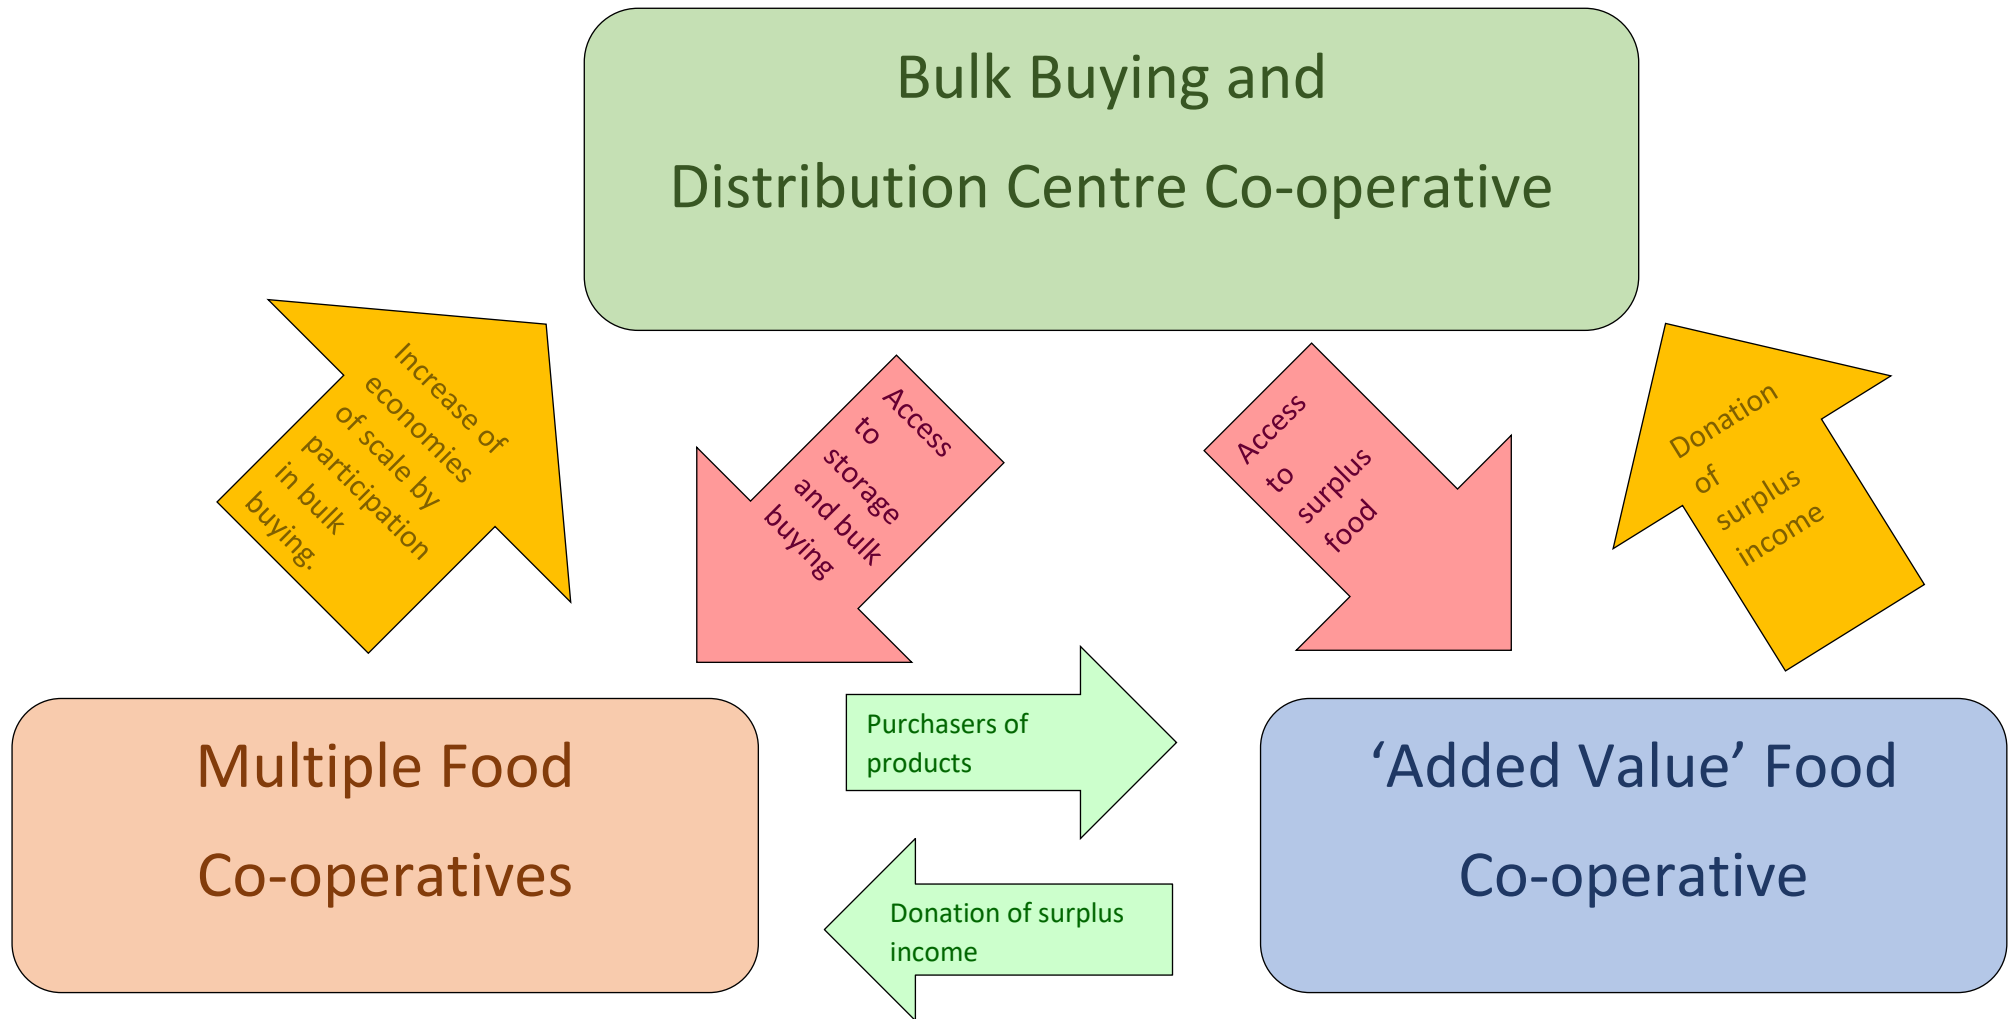 Bulk Buying and
Distribution Centre Co-operative
Increase of
economies
of scale by
participation
in bulk
buying.
Access
to
storage
and bulk
buying
Access
to
surplus
food
Donation
of
surplus
income
Purchasers of
products
Donation of surplus
income
Multiple Food
Co-operatives
‘Added Value’ Food
Co-operative